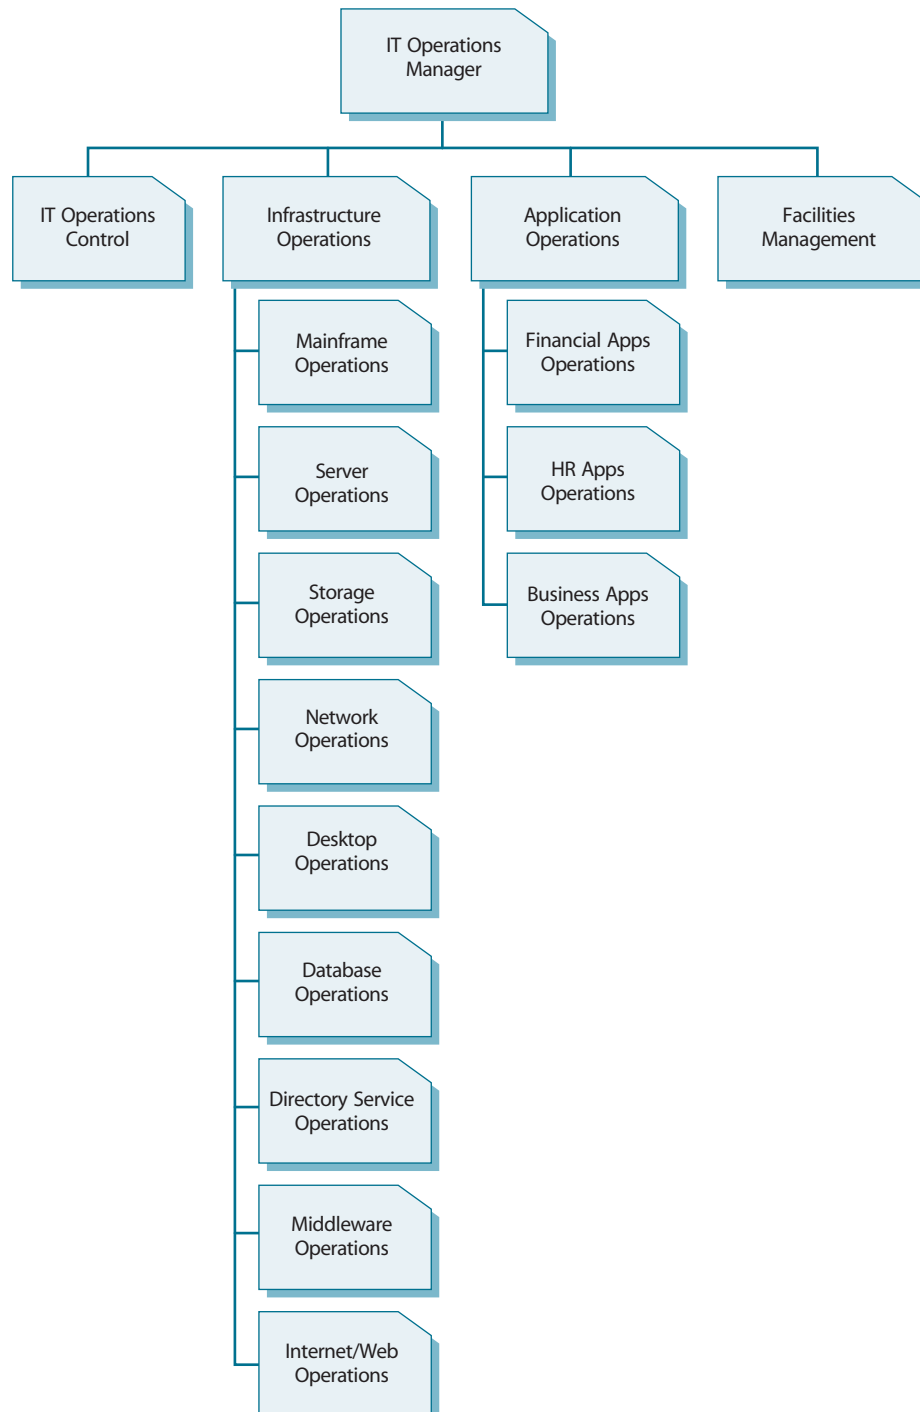 IT Operations
Manager
IT Operations
Control
Infrastructure
Operations
Application
Operations
Facilities
Management
Mainframe
Operations
Server
Operations
Storage
Operations
Network
Operations
Desktop
Operations
Database
Operations
Directory Service
Operations
Middleware
Operations
Internet/Web
Operations
Financial Apps
Operations
HR Apps
Operations
Business Apps
Operations